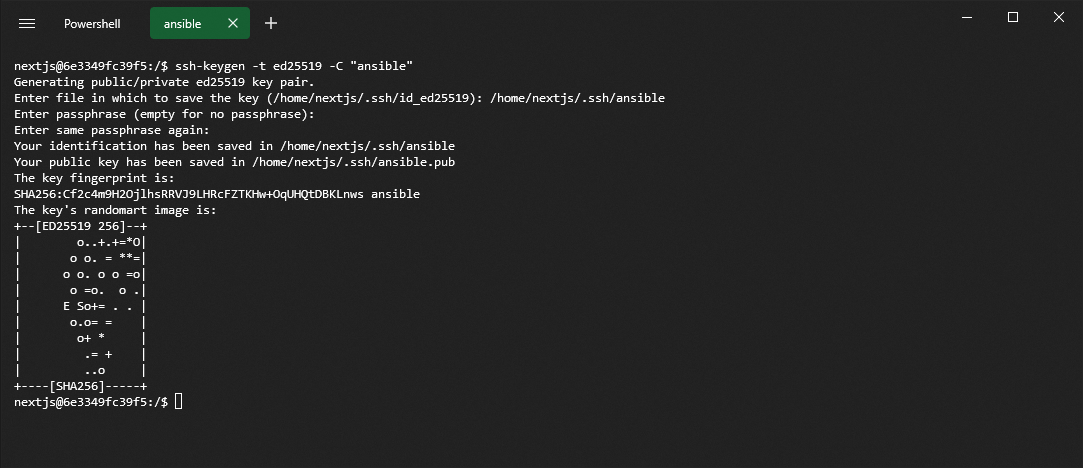 Powershell
ansible
nextjs@6e3349fc39f5:/$ ssh-keygen -t ed25519 -C "ansible"
Generating public/private ed25519 key pair.
Enter file in which to save the key (/home/nextjs/.ssh/id_ed25519): /home/nextjs/.ssh/ansible
Enter passphrase (empty for no passphrase):
Enter same passphrase again:
Your identification has been saved in /home/nextjs/.ssh/ansible
Your public key has been saved in /home/nextjs/.ssh/ansible.pub
The key fingerprint is:
SHA256:Cf2c4m9H2OjlhsRRVJ9LHRcFZTKHw+OqUHQtDBKLnws ansible
The key's randomart image is:
+--[ED25519 256]--+
|        o..+.+=*O|
|       o o. = **=|
|      o o. o o =o|
|       o =o.  o .|
|      E So+= . . |
|       o.o= =    |
|        o+ *     |
|         .= +    |
|         ..o     |
+----[SHA256]-----+
nextjs@6e3349fc39f5:/$